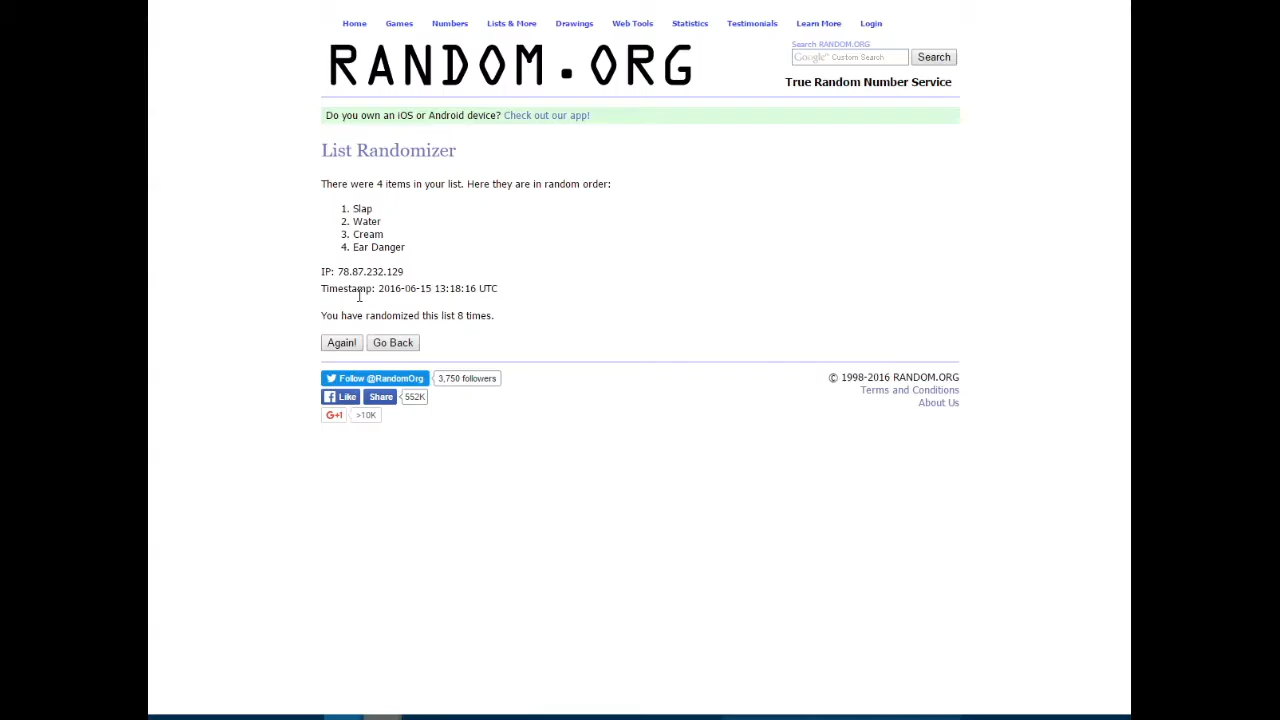 Home Games Numbers Lists & More Drawings Web Tools Statistics Testimonials Learn More Login
RANDOM.ORG
Search RANDOM.ORG
Google™ Custom Search Search
True Random Number Service
Do you own an iOS or Android device? Check out our app!
List Randomizer
There were 4 items in your list. Here they are in random order:
1. Slap
2. Water
3. Cream
4. Ear Danger
IP: 78.87.232.129
Timestamp: 2016-06-15 13:18:16 UTC
You have randomized this list 8 times.
Again! Go Back
Follow @RandomOrg 3,750 followers
Like Share 552K
G+1 >10K
© 1998-2016 RANDOM.ORG
Terms and Conditions
About Us